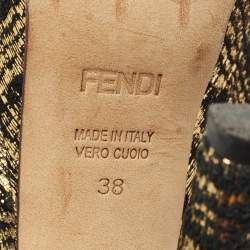 FENDI
MADE IN ITALY
VERO CUOIO
38